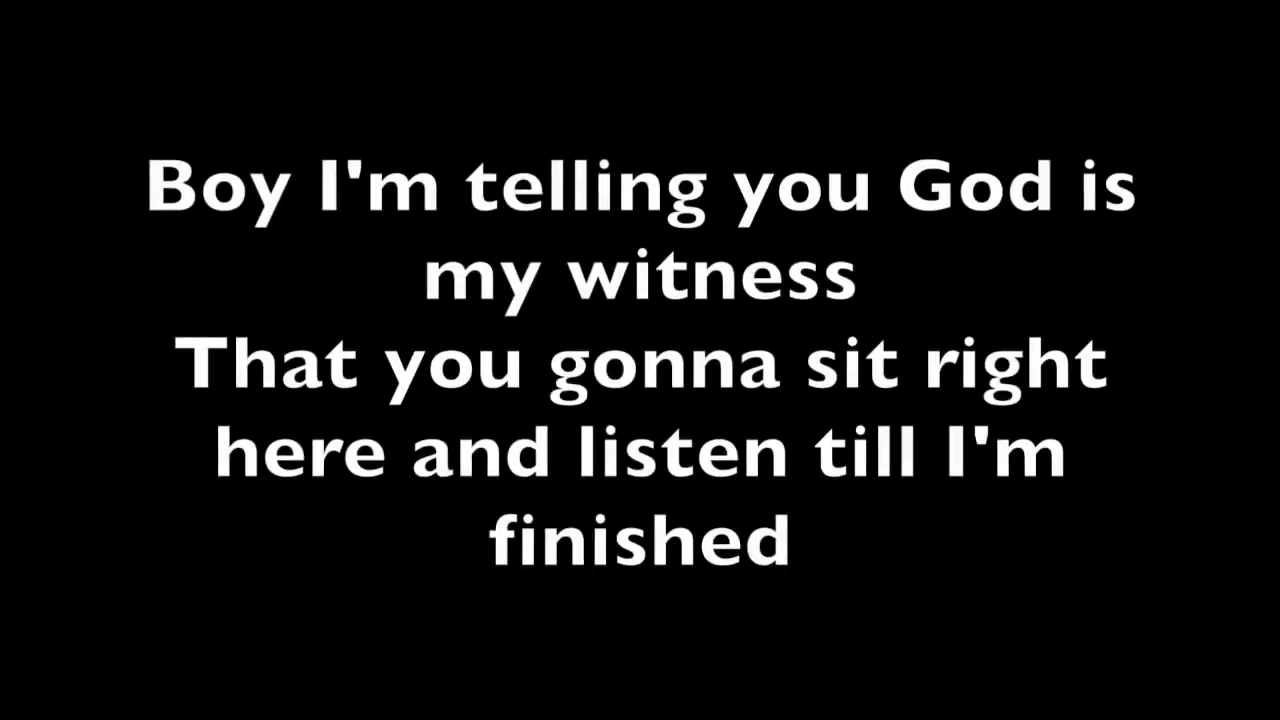 Boy I'm telling you God is
my witness
That you gonna sit right
here and listen till I'm
finished